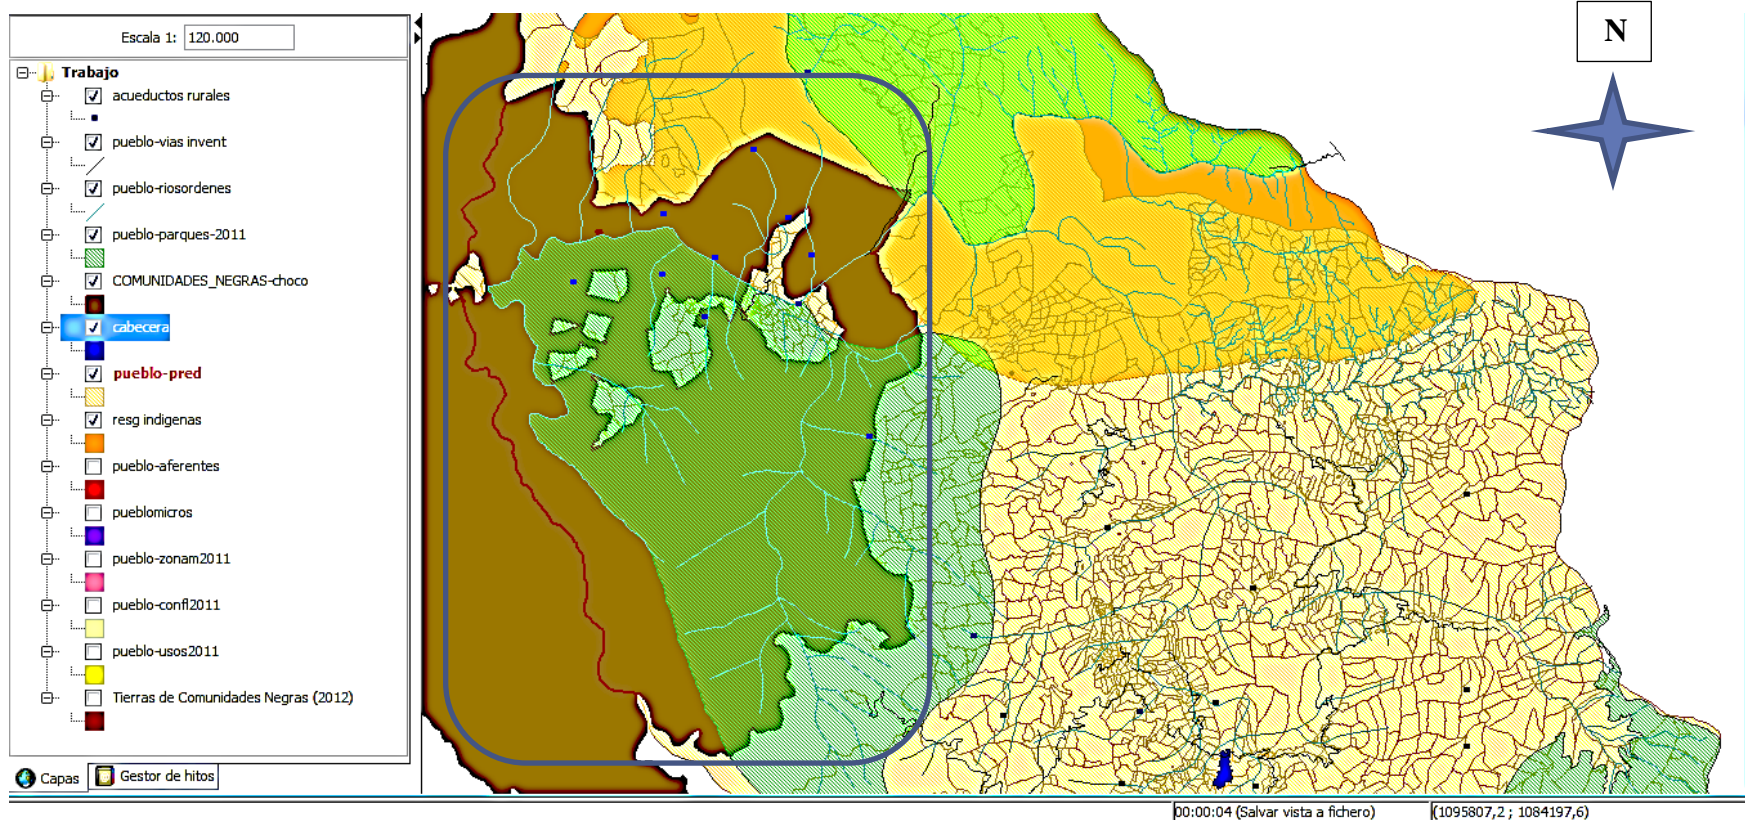 Escala 1: 120.000
Trabajo
acueductos rurales
pueblo-vias invent
pueblo-riosordenes
pueblo-parques-2011
COMUNIDADES_NEGRAS-choco
cabecera
pueblo-pred
resg indigenas
pueblo-aferentes
pueblomicros
pueblo-zonam2011
pueblo-confl2011
pueblo-usos2011
Tierras de Comunidades Negras (2012)
Capas
Gestor de hitos
N
00:00:04 (Salvar vista a fichero)
(1095807,2 ; 1084197,6)